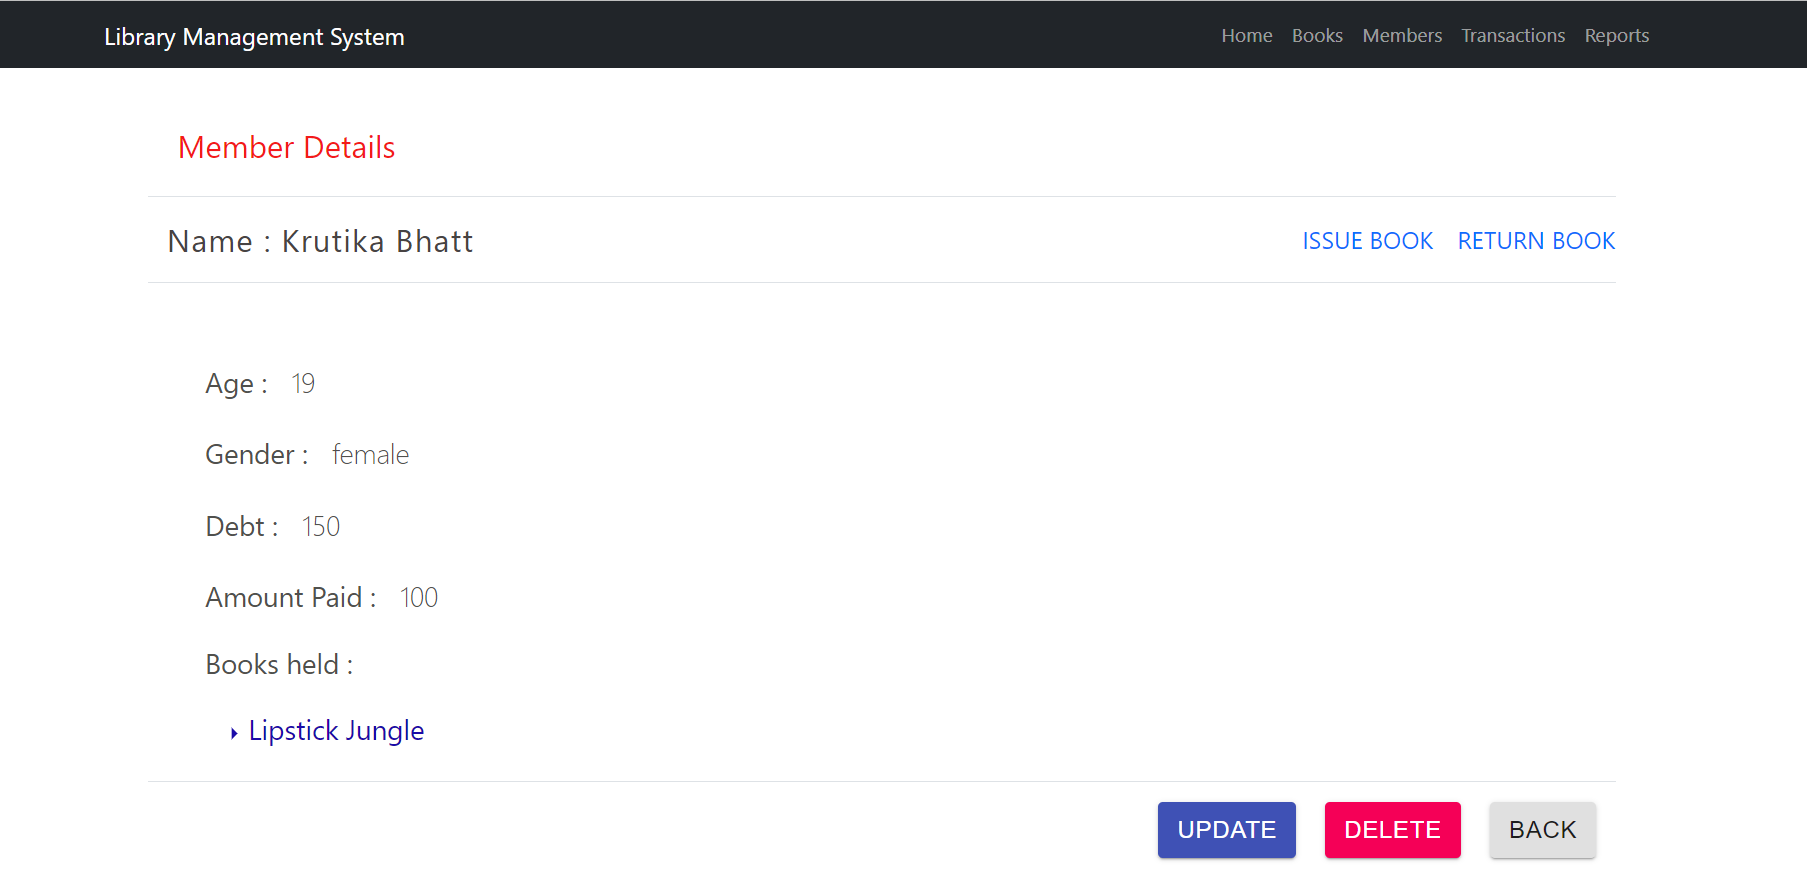 Library Management System Home Books Members Transactions Reports
Member Details
Name : Krutika Bhatt ISSUE BOOK RETURN BOOK
Age : 19
Gender : female
Debt : 150
Amount Paid : 100
Books held :
Lipstick Jungle
UPDATE DELETE BACK